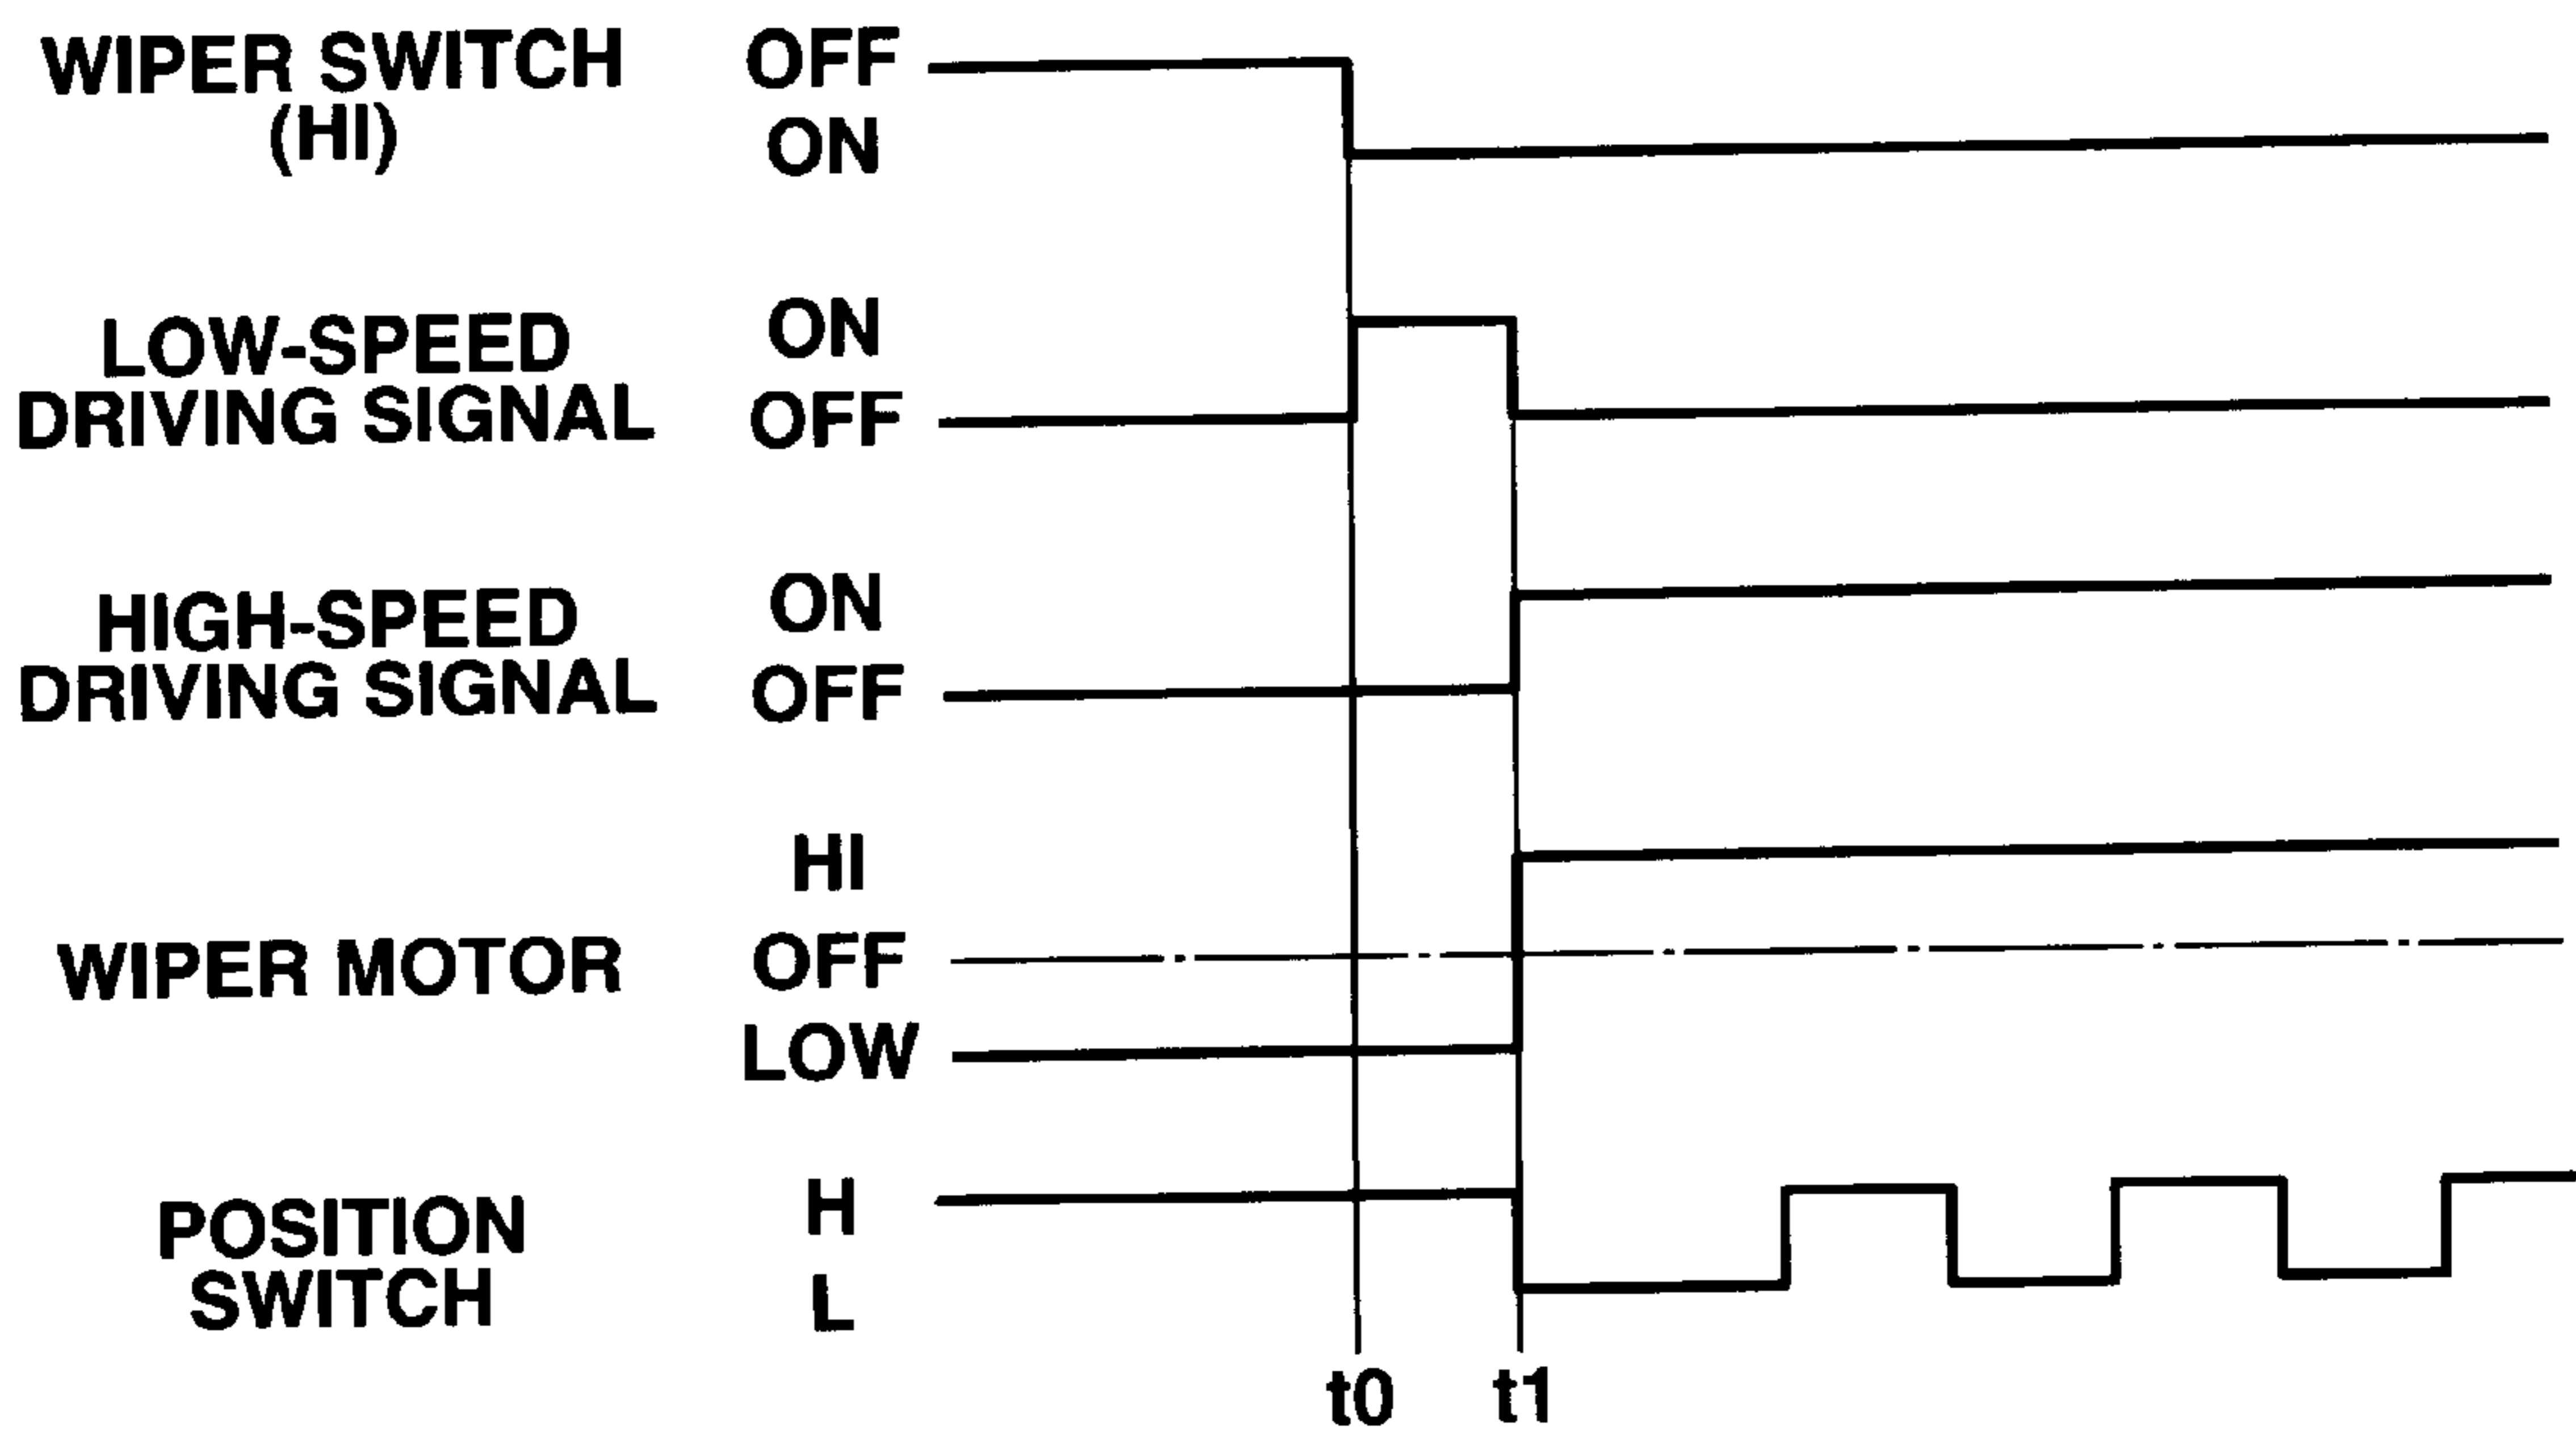 WIPER SWITCH
(HI)
OFF
ON
LOW-SPEED
DRIVING SIGNAL
ON
OFF
HIGH-SPEED
DRIVING SIGNAL
ON
OFF
WIPER MOTOR
HI
OFF
LOW
POSITION
SWITCH
H
L
t0 t1